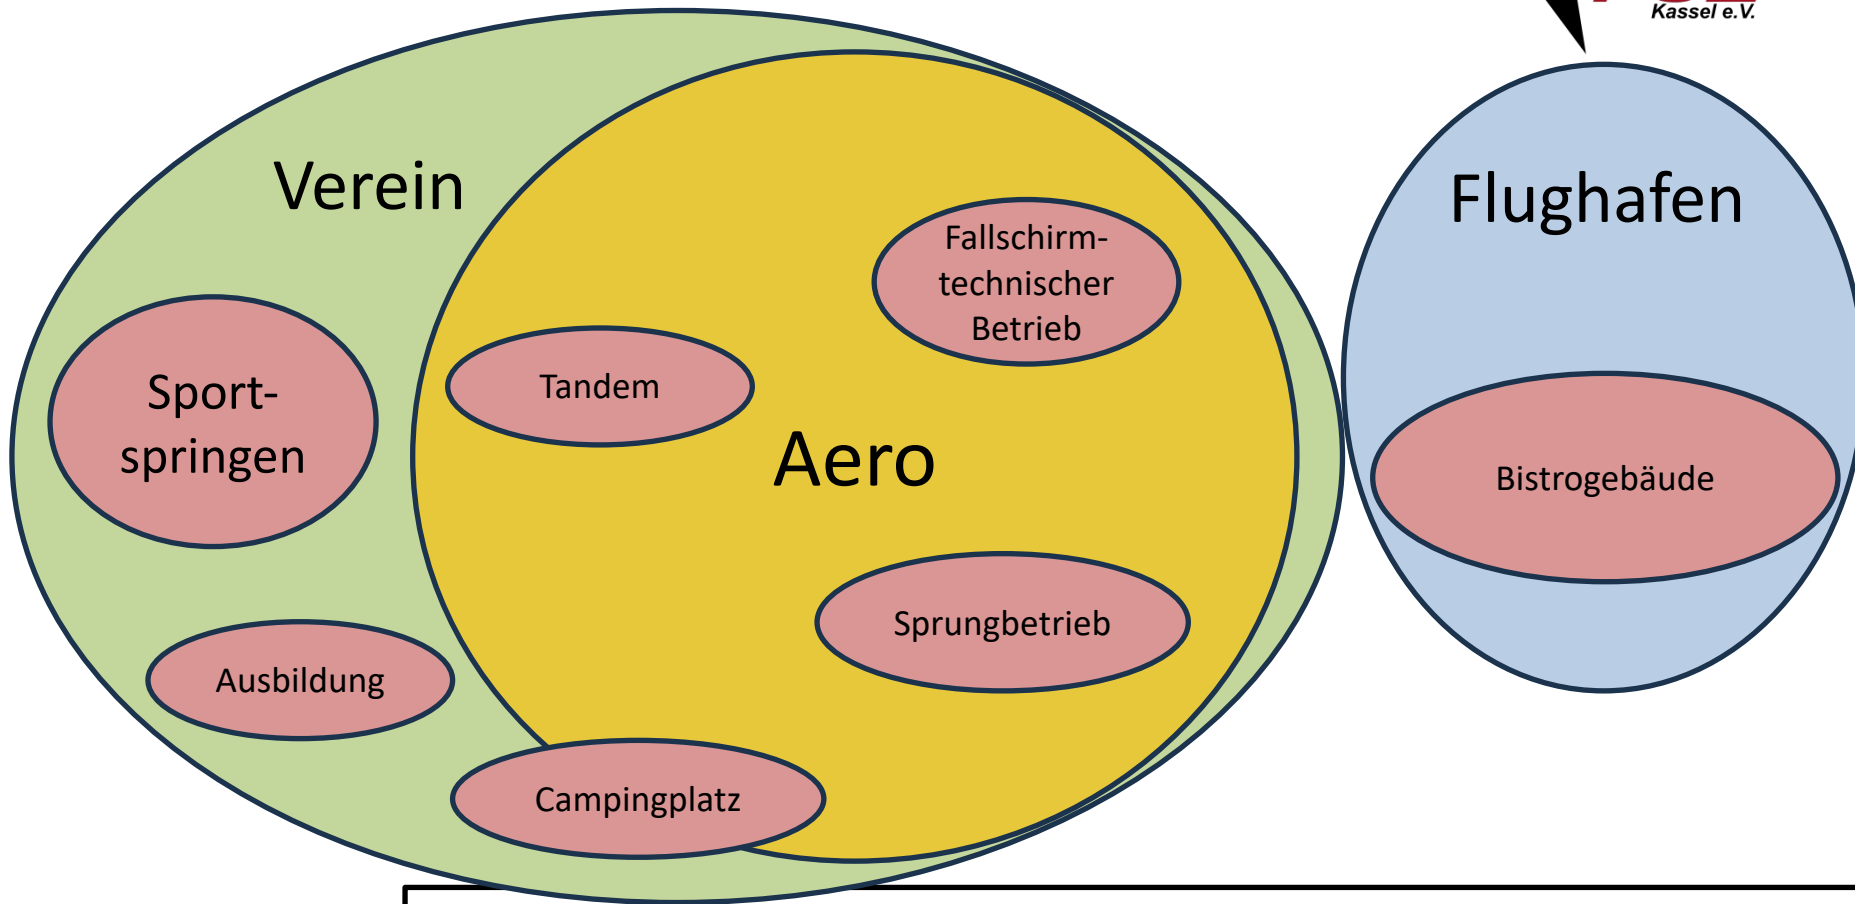 Kassel e.V.
Verein
Flughafen
Fallschirm-
technischer
Betrieb
Sport-
springen
Tandem
Aero
Bistrogebäude
Sprungbetrieb
Ausbildung
Campingplatz